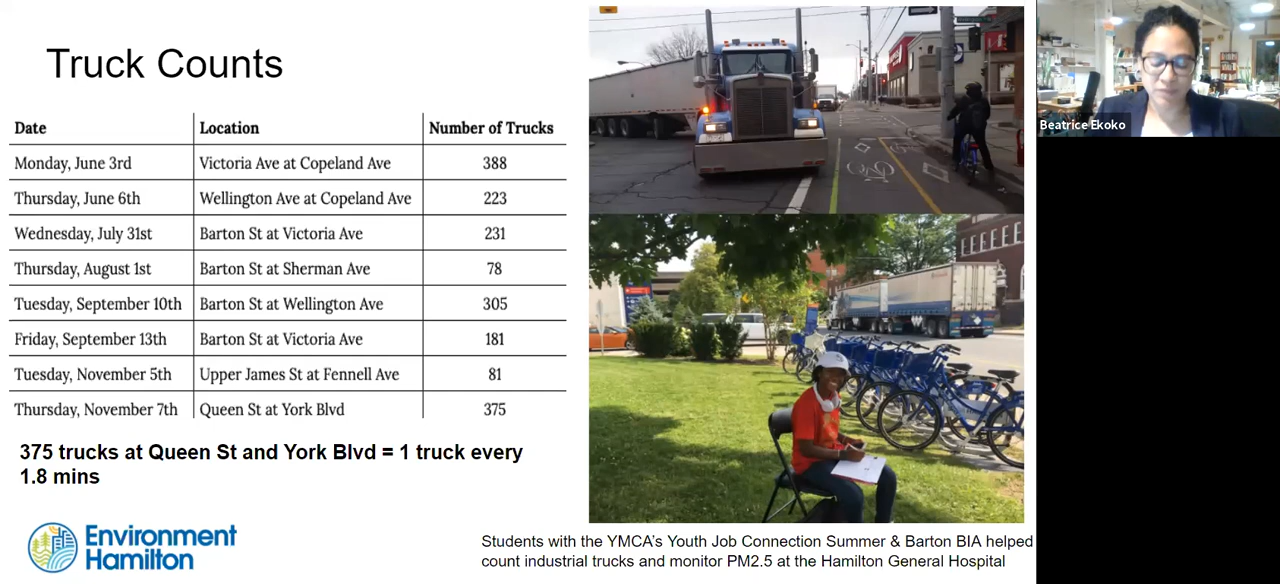 Truck Counts
Date Location Number of Trucks
Monday, June 3rd Victoria Ave at Copeland Ave 388
Thursday, June 6th Wellington Ave at Copeland Ave 223
Wednesday, July 31st Barton St at Victoria Ave 231
Thursday, August 1st Barton St at Sherman Ave 78
Tuesday, September 10th Barton St at Wellington Ave 305
Friday, September 13th Barton St at Victoria Ave 181
Tuesday, November 5th Upper James St at Fennell Ave 81
Thursday, November 7th Queen St at York Blvd 375
375 trucks at Queen St and York Blvd = 1 truck every
1.8 mins
Environment
Hamilton
Students with the YMCA's Youth Job Connection Summer & Barton BIA helped
count industrial trucks and monitor PM2.5 at the Hamilton General Hospital
Beatrice Ekoko